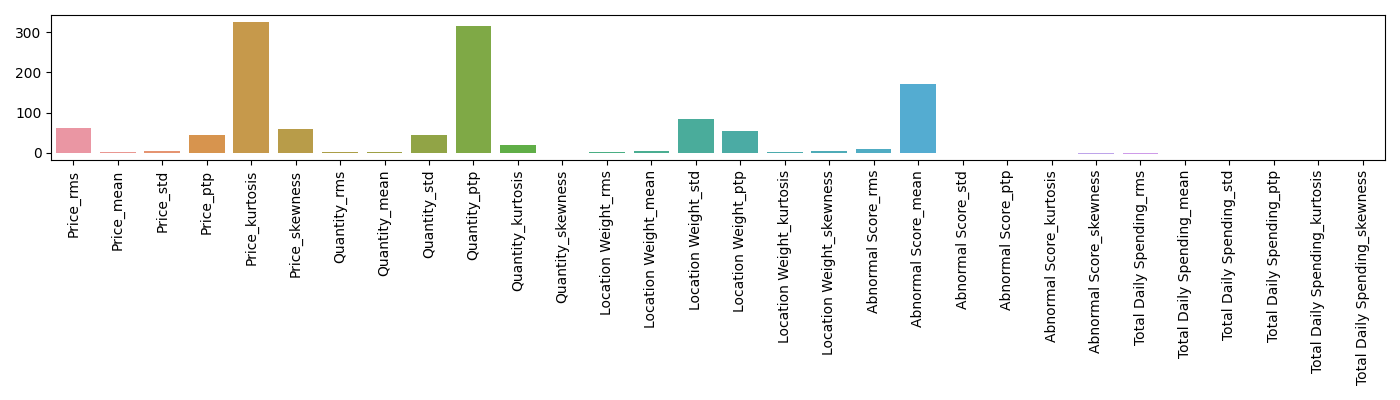 300
200
100
0
Price_rms
Price_mean
Price_std
Price_ptp
Price_kurtosis
Price_skewness
Quantity_rms
Quantity_mean
Quantity_std
Quantity_ptp
Quantity_kurtosis
Quantity_skewness
Location Weight_rms
Location Weight_mean
Location Weight_std
Location Weight_ptp
Location Weight_kurtosis
Location Weight_skewness
Abnormal Score_rms
Abnormal Score_mean
Abnormal Score_std
Abnormal Score_ptp
Abnormal Score_kurtosis
Abnormal Score_skewness
Total Daily Spending_rms
Total Daily Spending_mean
Total Daily Spending_std
Total Daily Spending_ptp
Total Daily Spending_kurtosis
Total Daily Spending_skewness